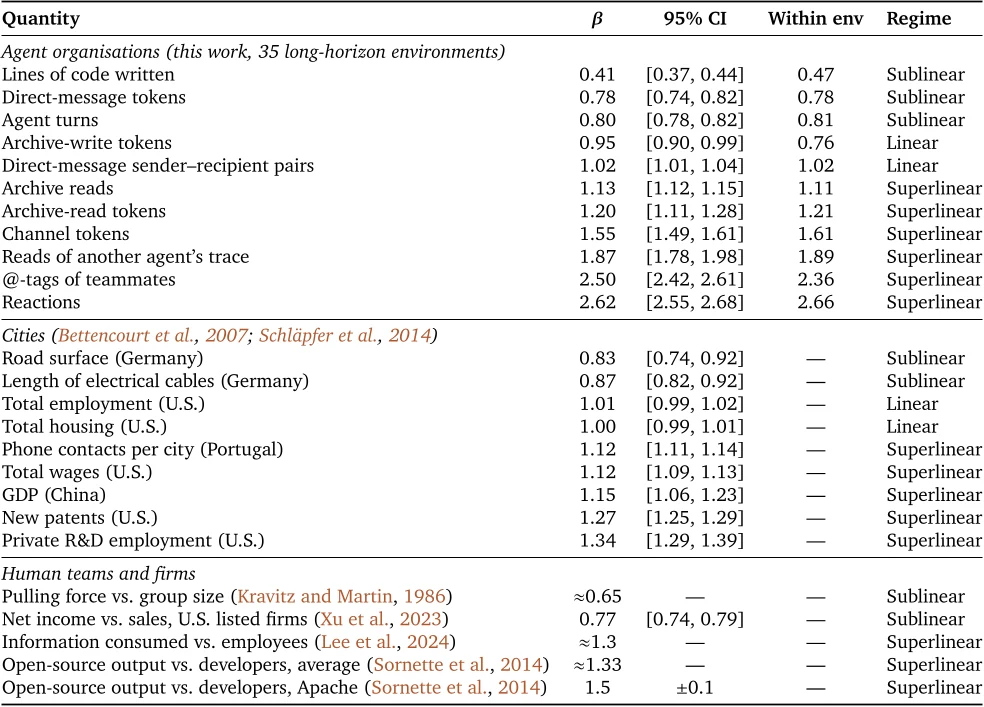 Quantity β 95% CI Within env Regime
Agent organisations (this work, 35 long-horizon environments)
Lines of code written 0.41 [0.37, 0.44] 0.47 Sublinear
Direct-message tokens 0.78 [0.74, 0.82] 0.78 Sublinear
Agent turns 0.80 [0.78, 0.82] 0.81 Sublinear
Archive-write tokens 0.95 [0.90, 0.99] 0.76 Linear
Direct-message sender–recipient pairs 1.02 [1.01, 1.04] 1.02 Linear
Archive reads 1.13 [1.12, 1.15] 1.11 Superlinear
Archive-read tokens 1.20 [1.11, 1.28] 1.21 Superlinear
Channel tokens 1.55 [1.49, 1.61] 1.61 Superlinear
Reads of another agent’s trace 1.87 [1.78, 1.98] 1.89 Superlinear
@-tags of teammates 2.50 [2.42, 2.61] 2.36 Superlinear
Reactions 2.62 [2.55, 2.68] 2.66 Superlinear
Cities (Bettencourt et al., 2007; Schläpfer et al., 2014)
Road surface (Germany) 0.83 [0.74, 0.92] — Sublinear
Length of electrical cables (Germany) 0.87 [0.82, 0.92] — Sublinear
Total employment (U.S.) 1.01 [0.99, 1.02] — Linear
Total housing (U.S.) 1.00 [0.99, 1.01] — Linear
Phone contacts per city (Portugal) 1.12 [1.11, 1.14] — Superlinear
Total wages (U.S.) 1.12 [1.09, 1.13] — Superlinear
GDP (China) 1.15 [1.06, 1.23] — Superlinear
New patents (U.S.) 1.27 [1.25, 1.29] — Superlinear
Private R&D employment (U.S.) 1.34 [1.29, 1.39] — Superlinear
Human teams and firms
Pulling force vs. group size (Kravitz and Martin, 1986) ≈0.65 — — Sublinear
Net income vs. sales, U.S. listed firms (Xu et al., 2023) 0.77 [0.74, 0.79] — Sublinear
Information consumed vs. employees (Lee et al., 2024) ≈1.3 — — Superlinear
Open-source output vs. developers, average (Sornette et al., 2014) ≈1.33 — — Superlinear
Open-source output vs. developers, Apache (Sornette et al., 2014) 1.5 ±0.1 — Superlinear